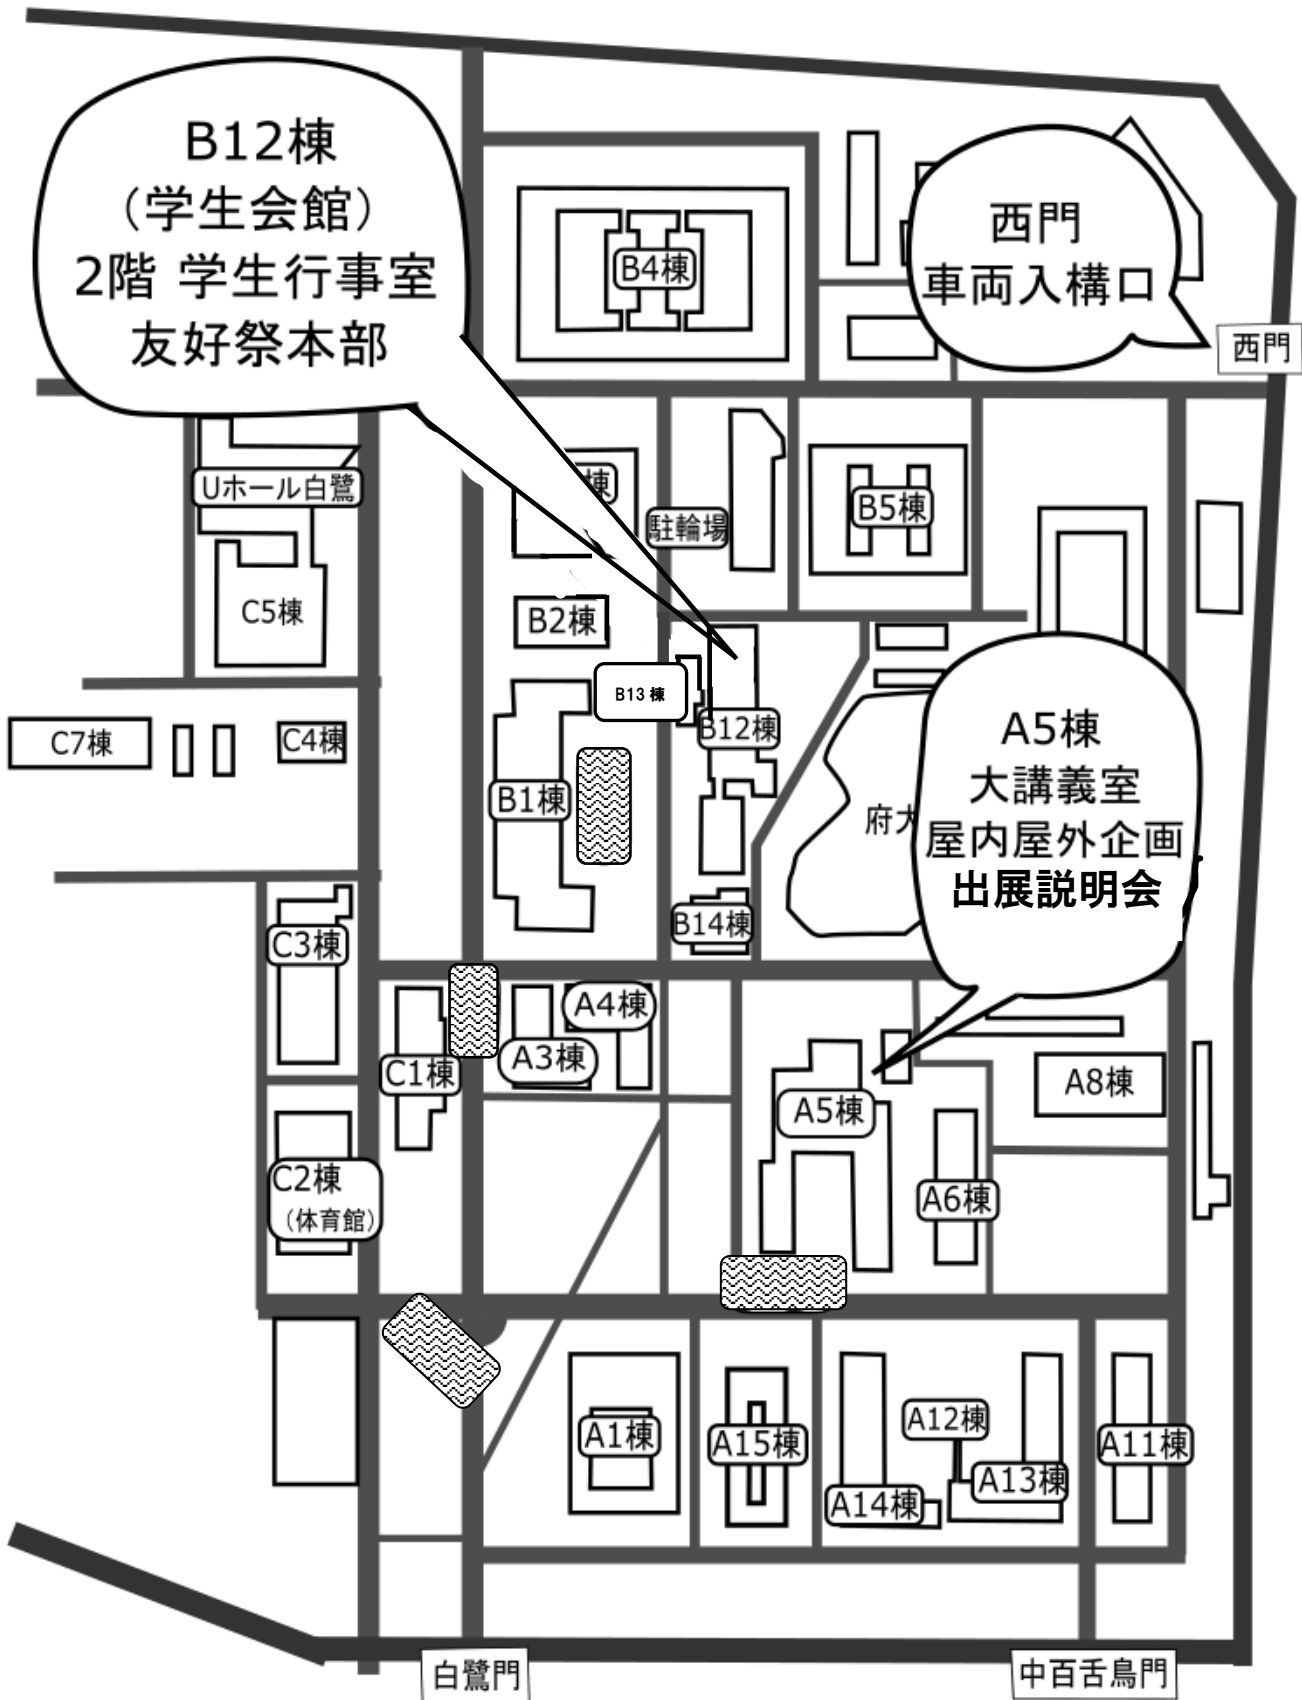 B12棟
（学生会館）
2階 学生行事室
友好祭本部
西門
車両入構口
西門
B4棟
Uホール白鷺
棟
駐輪場
B5棟
C5棟
B2棟
B13棟
B12棟
C7棟
C4棟
B1棟
府大
A5棟
大講義室
屋内屋外企画
出展説明会
B14棟
C3棟
A4棟
A3棟
C1棟
A5棟
A8棟
C2棟
（体育館）
A6棟
A1棟
A15棟
A12棟
A11棟
A13棟
A14棟
白鷺門
中百舌鳥門